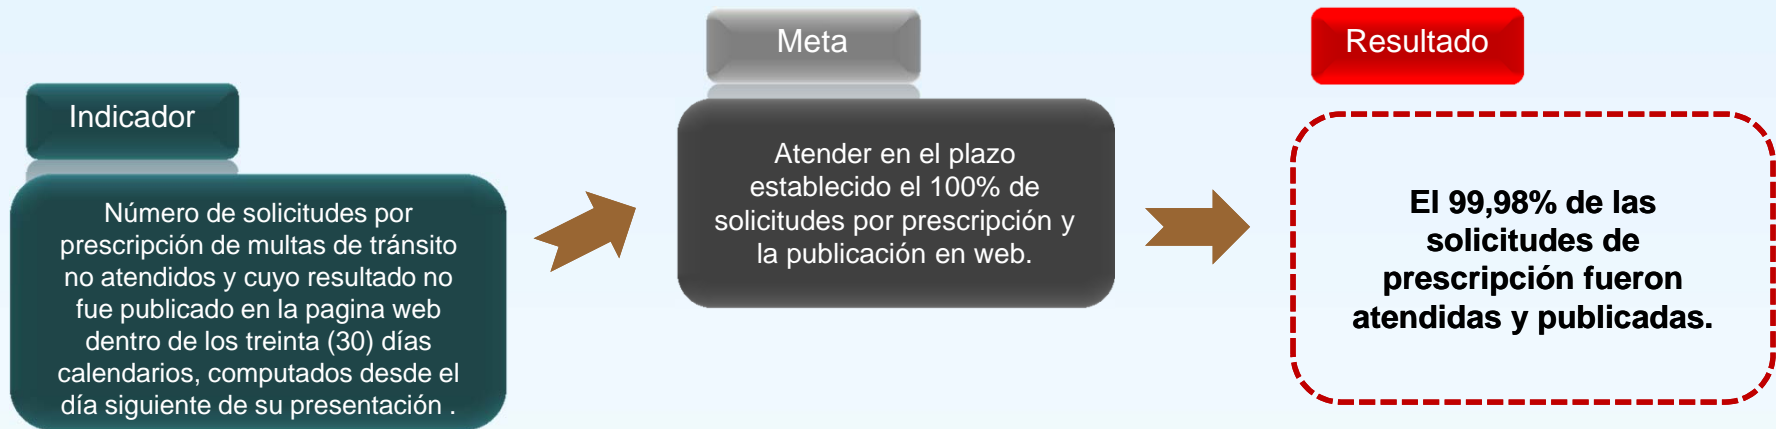 Indicador
Número de solicitudes por
prescripción de multas de tránsito
no atendidos y cuyo resultado no
fue publicado en la pagina web
dentro de los treinta (30) días
calendarios, computados desde el
día siguiente de su presentación .
Meta
Atender en el plazo
establecido el 100% de
solicitudes por prescripción y
la publicación en web.
Resultado
El 99,98% de las
solicitudes de
prescripción fueron
atendidas y publicadas.